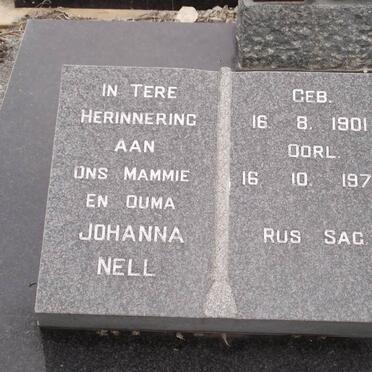 IN TERE
HERINNERING
AAN
ONS MAMMIE
EN OUMA
JOHANNA
NELL
GEB.
16. 8. 1901
OORL.
16. 10. 197
RUS SAG.